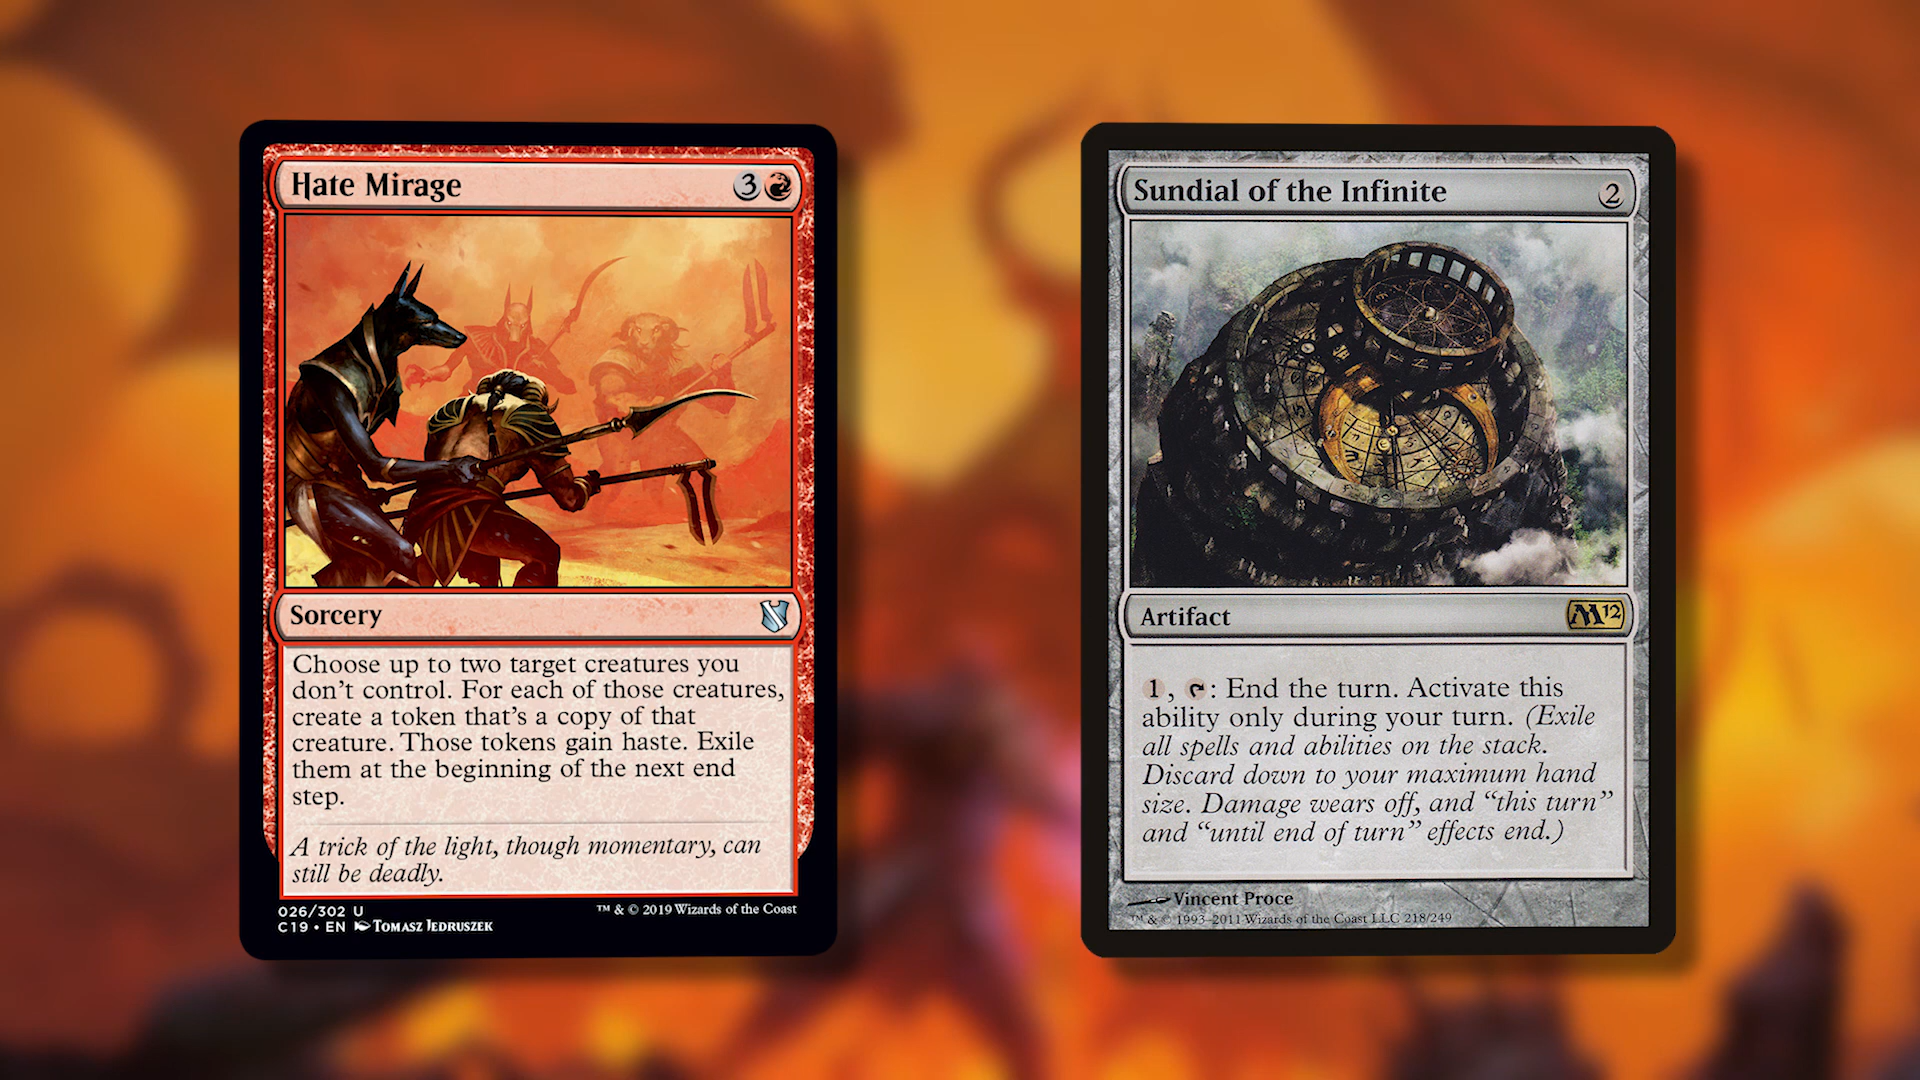 Hate Mirage 3
Sorcery
Choose up to two target creatures you
don't control. For each of those creatures,
create a token that's a copy of that
creature. Those tokens gain haste. Exile
them at the beginning of the next end
step.
A trick of the light, though momentary, can
still be deadly.
026/302 U
C19 • EN Tomasz Jedruszek
™ & © 2019 Wizards of the Coast
Sundial of the Infinite 2
Artifact M12
1, : End the turn. Activate this
ability only during your turn. (Exile
all spells and abilities on the stack.
Discard down to your maximum hand
size. Damage wears off, and “this turn”
and “until end of turn” effects end.)
Vincent Proce
™ & © 1993–2011 Wizards of the Coast LLC 218/249